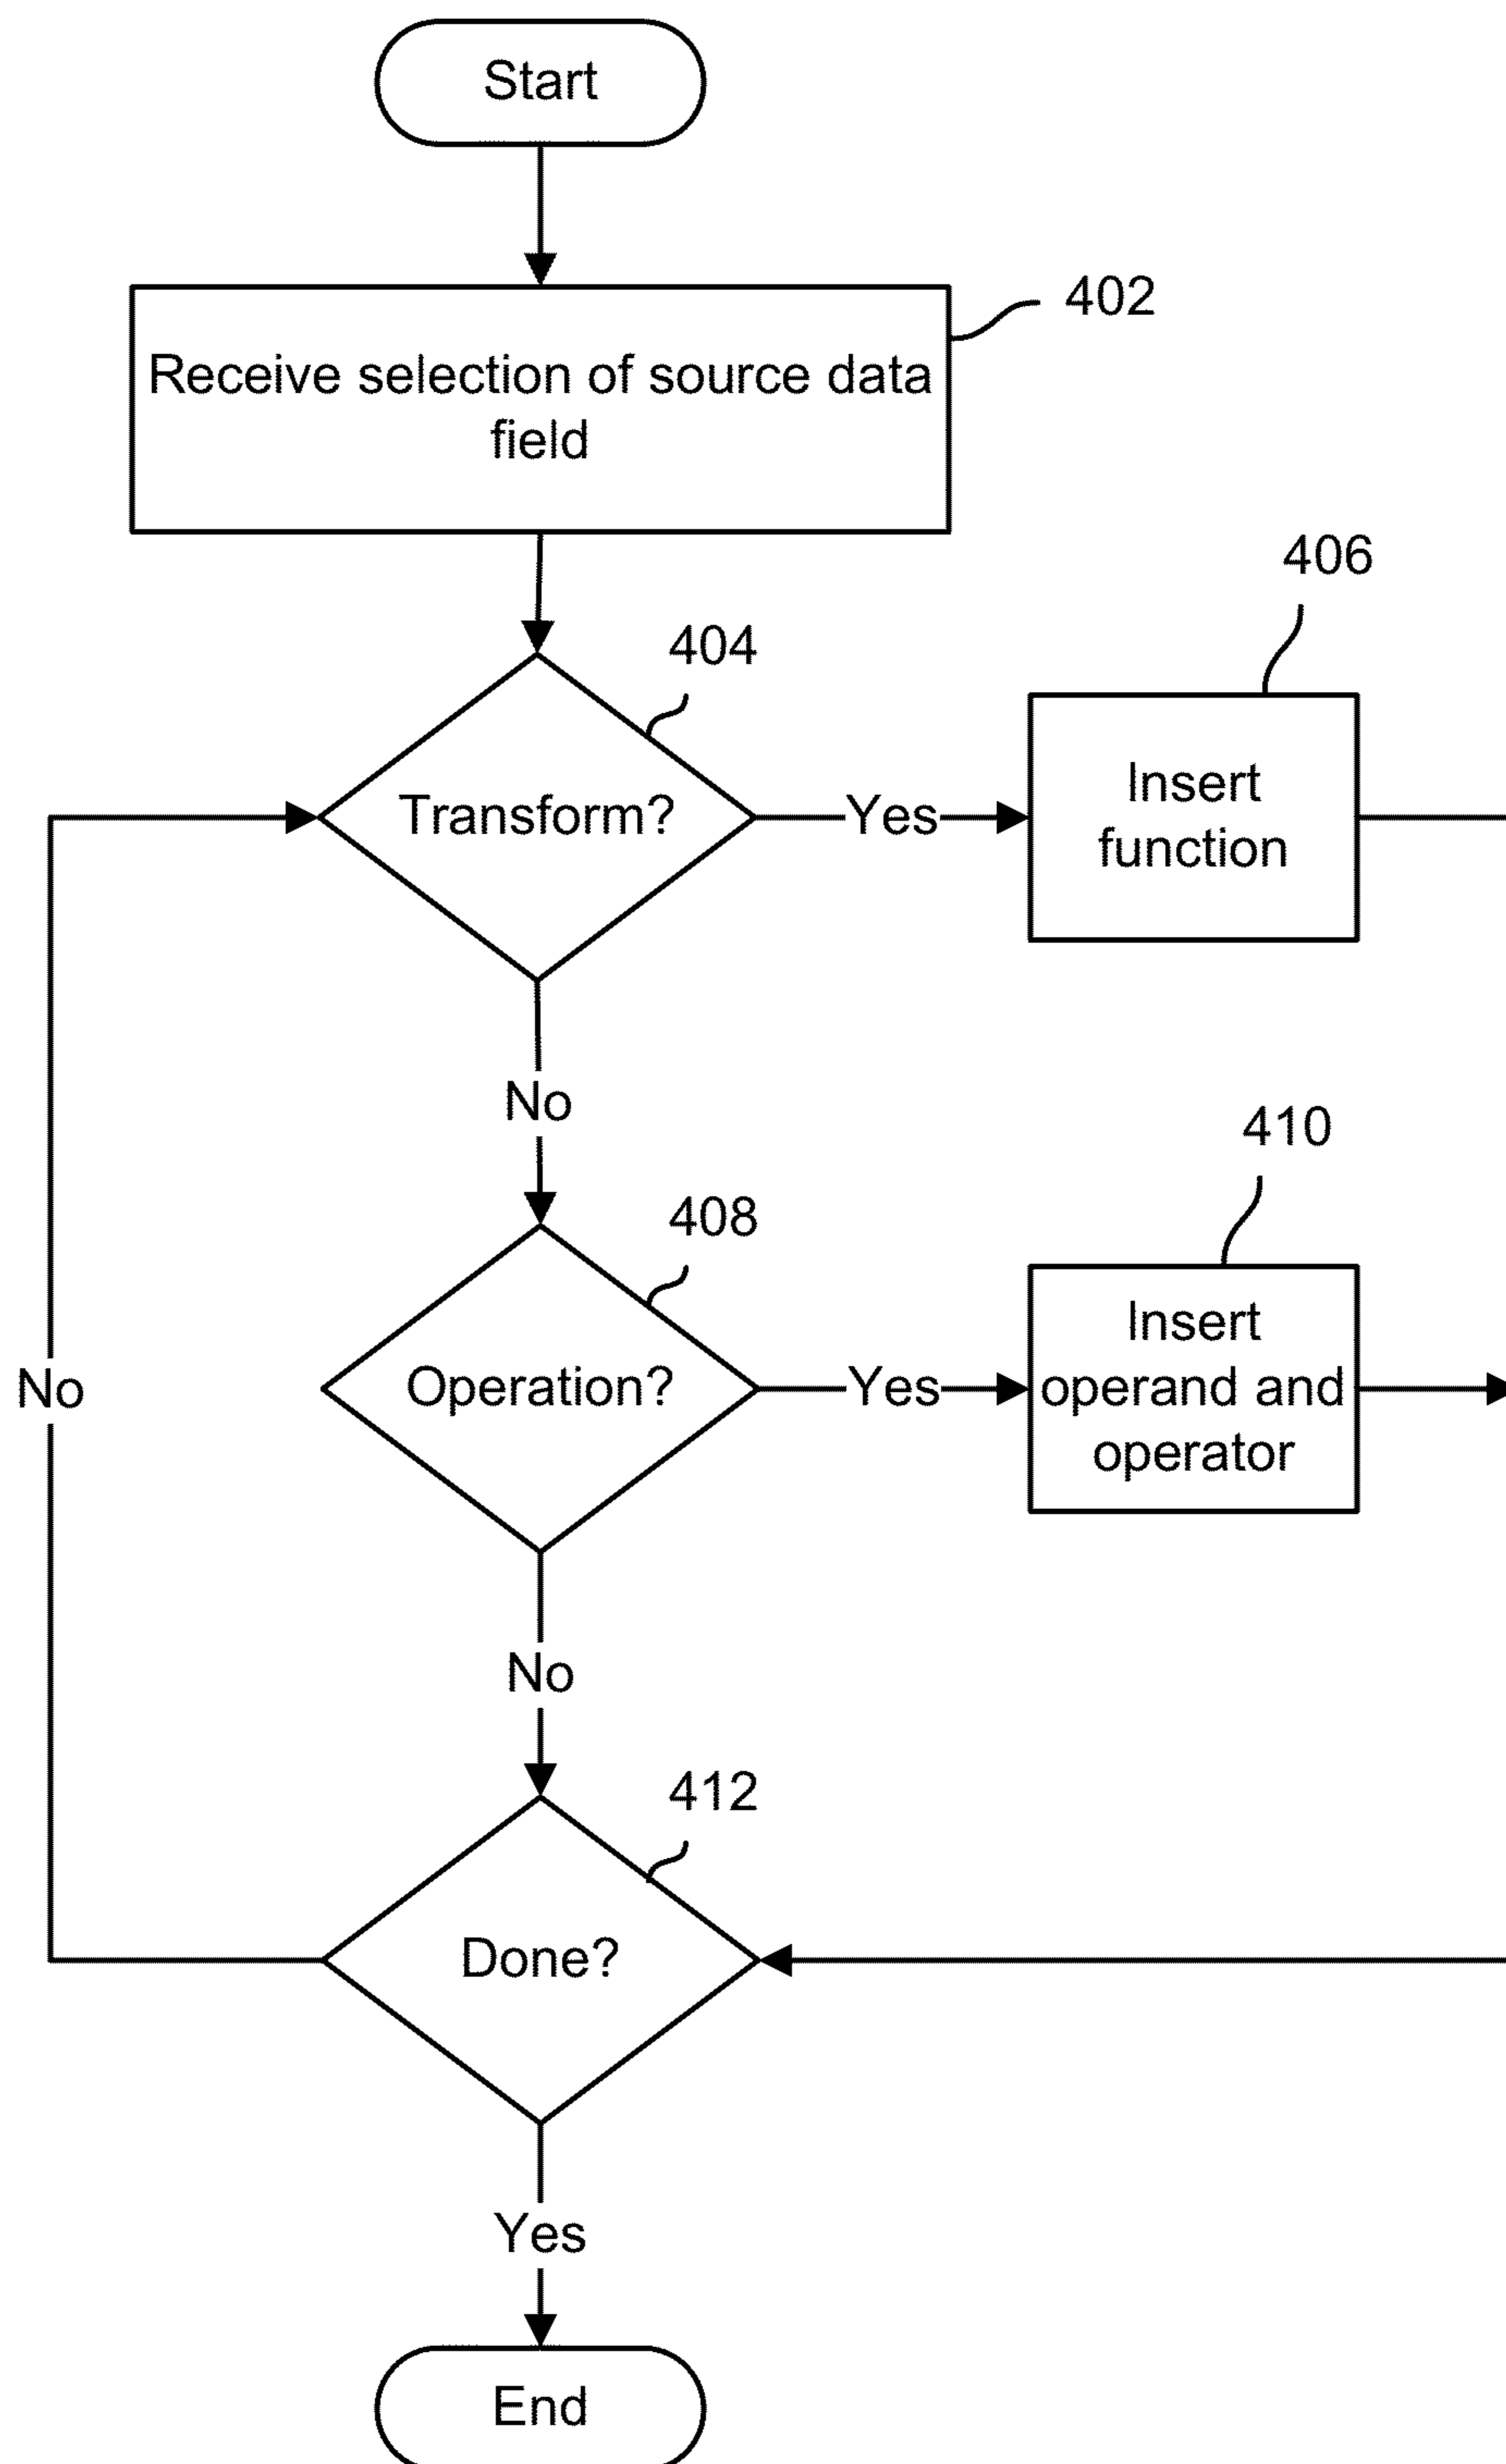 Start
402
Receive selection of source data
field
406
404
Transform?
Yes
Insert
function
No
410
408
Operation?
Yes
Insert
operand and
operator
No
No
412
Done?
Yes
End